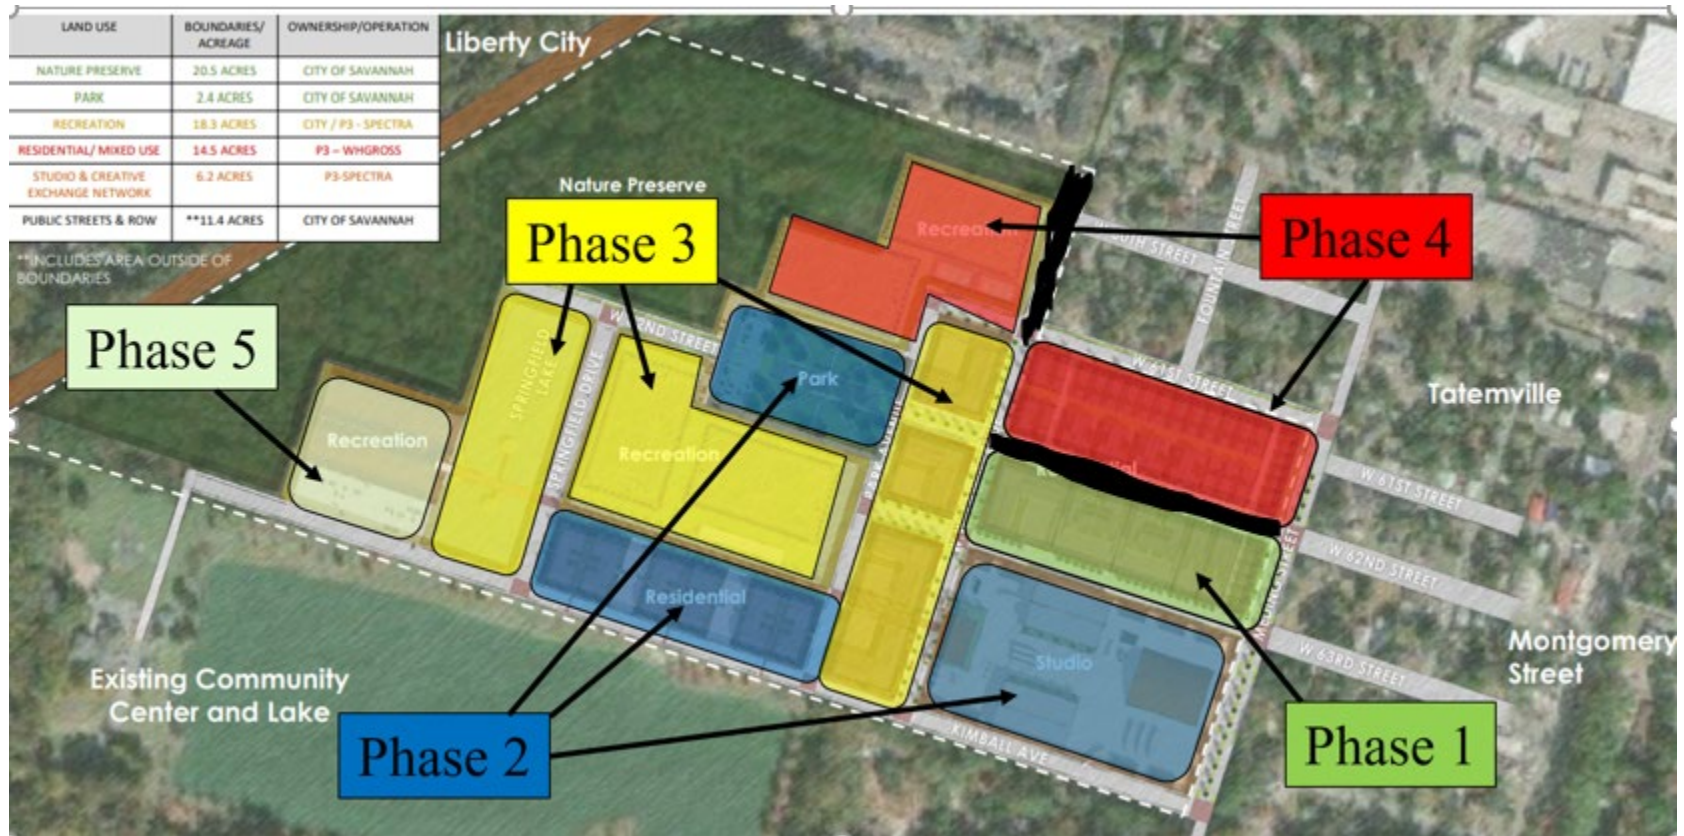 LAND USE
BOUNDARIES/
ACREAGE
OWNERSHIP/OPERATION
NATURE PRESERVE
20.5 ACRES
CITY OF SAVANNAH
PARK
2.4 ACRES
CITY OF SAVANNAH
RECREATION
18.3 ACRES
CITY / P3 - SPECTRA
RESIDENTIAL/ MIXED USE
14.5 ACRES
P3 – WHGROSS
STUDIO & CREATIVE
EXCHANGE NETWORK
6.2 ACRES
P3-SPECTRA
PUBLIC STREETS & ROW
**11.4 ACRES
CITY OF SAVANNAH
**INCLUDES AREA OUTSIDE OF
BOUNDARIES
Liberty City
Nature Preserve
Phase 3
Phase 4
Phase 5
Recreation
W 60TH STREET
FOUNTAIN STREET
SPRINGFIELD
LAKE
W 62ND STREET
SPRINGFIELD DRIVE
Park
W 61ST STREET
Tatemville
Recreation
Recreation
W 61ST STREET
W 62ND STREET
Residential
Studio
W 63RD STREET
Montgomery
Street
Existing Community
Center and Lake
Phase 2
KIMBALL AVE
Phase 1